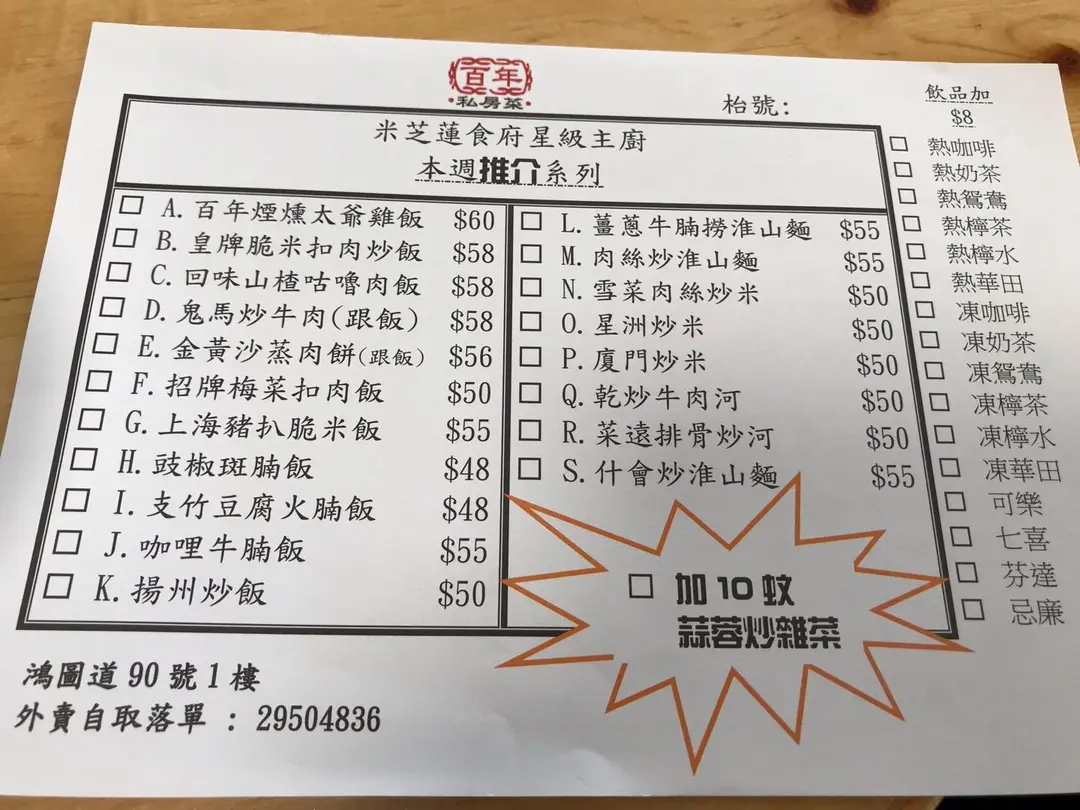 百年
私房菜
枱號:
米芝蓮食府星級主廚
本週推介系列
□ A.百年煙燻太爺雞飯 $60
□ B.皇牌脆米扣肉炒飯 $58
□ C.回味山楂咕嚕肉飯 $58
□ D.鬼馬炒牛肉(跟飯) $58
□ E.金黃沙蒸肉餅(跟飯) $56
□ F.招牌梅菜扣肉飯 $50
□ G.上海豬扒脆米飯 $55
□ H.豉椒斑腩飯 $48
□ I.支竹豆腐火腩飯 $48
□ J.咖哩牛腩飯 $55
□ K.揚州炒飯 $50
□ L.薑蔥牛腩撈淮山麵 $55
□ M.肉絲炒淮山麵 $55
□ N.雪菜肉絲炒米 $50
□ O.星洲炒米 $50
□ P.廈門炒米 $50
□ Q.乾炒牛肉河 $50
□ R.菜遠排骨炒河 $50
□ S.什會炒淮山麵 $55
□ 加10蚊
蒜蓉炒雜菜
飲品加
$8
□ 熱咖啡
□ 熱奶茶
□ 熱鴛鴦
□ 熱檸茶
□ 熱檸水
□ 熱華田
□ 凍咖啡
□ 凍奶茶
□ 凍鴛鴦
□ 凍檸茶
□ 凍檸水
□ 凍華田
□ 可樂
□ 七喜
□ 芬達
□ 忌廉
鴻圖道90號1樓
外賣自取落單 : 29504836